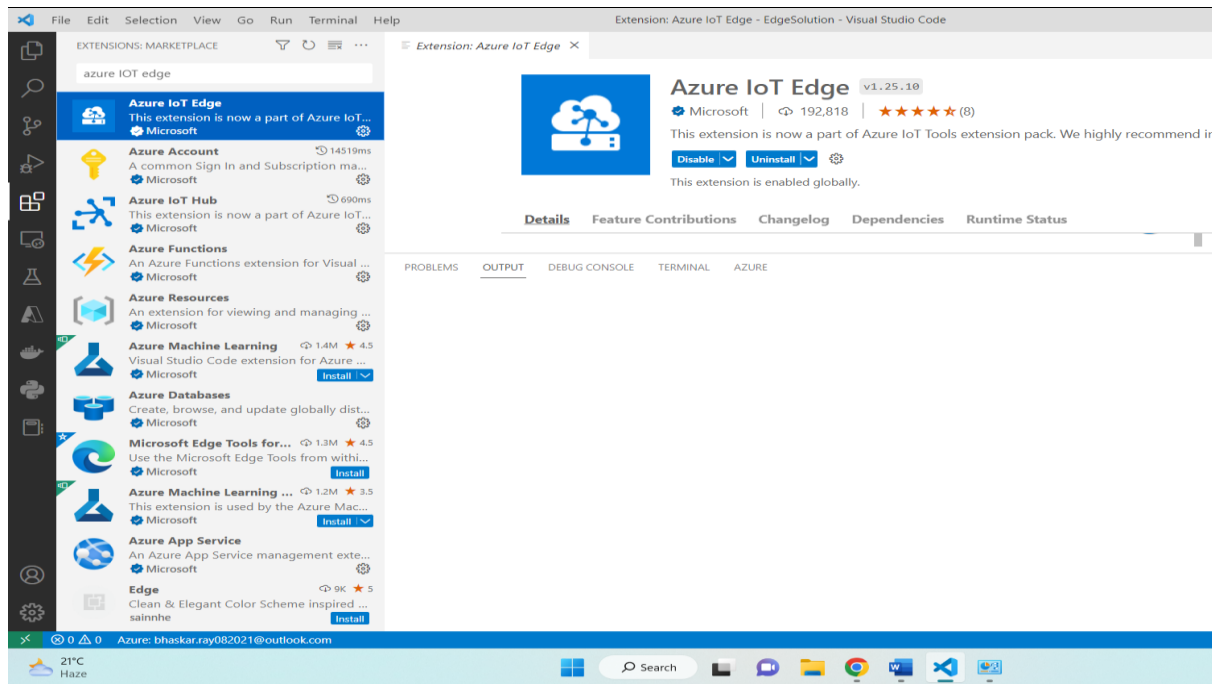 File Edit Selection View Go Run Terminal Help
Extension: Azure IoT Edge - EdgeSolution - Visual Studio Code
EXTENSIONS: MARKETPLACE
azure IOT edge
Azure IoT Edge
This extension is now a part of Azure IoT...
Microsoft
Azure Account 14519ms
A common Sign In and Subscription ma...
Microsoft
Azure IoT Hub 690ms
This extension is now a part of Azure IoT...
Microsoft
Azure Functions
An Azure Functions extension for Visual ...
Microsoft
Azure Resources
An extension for viewing and managing ...
Microsoft
Azure Machine Learning 1.4M 4.5
Visual Studio Code extension for Azure ...
Microsoft Install
Azure Databases
Create, browse, and update globally dist...
Microsoft
Microsoft Edge Tools for... 1.3M 4.5
Use the Microsoft Edge Tools from withi...
Microsoft Install
Azure Machine Learning ... 1.2M 3.5
This extension is used by the Azure Mac...
Microsoft Install
Azure App Service
An Azure App Service management exte...
Microsoft
Edge 9K 5
Clean & Elegant Color Scheme inspired ...
sainnhe Install
Extension: Azure IoT Edge
Azure IoT Edge v1.25.10
Microsoft 192,818 (8)
This extension is now a part of Azure IoT Tools extension pack. We highly recommend in
Disable Uninstall
This extension is enabled globally.
Details Feature Contributions Changelog Dependencies Runtime Status
PROBLEMS OUTPUT DEBUG CONSOLE TERMINAL AZURE
0 0 Azure: bhaskar.ray082021@outlook.com
21°C
Haze
Search